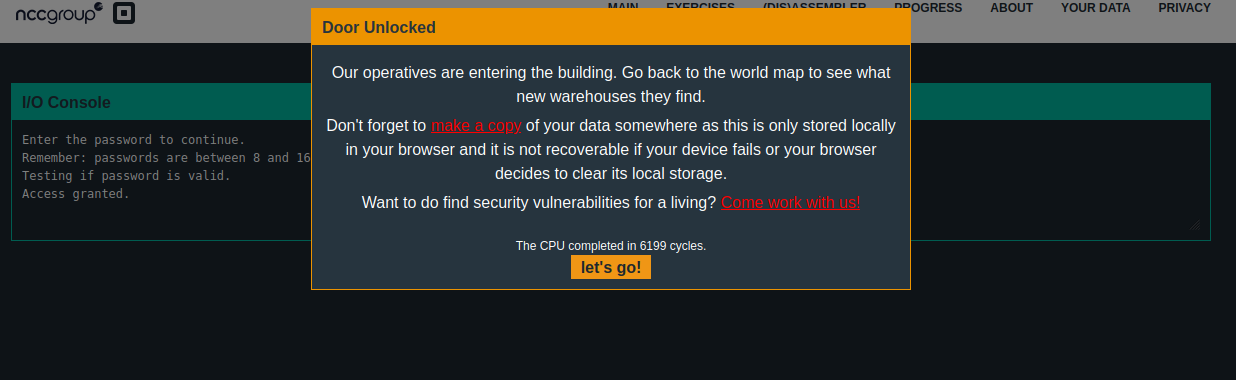 nccgroup
MAIN EXERCISES (DIS)ASSEMBLER PROGRESS ABOUT YOUR DATA PRIVACY
Door Unlocked
Our operatives are entering the building. Go back to the world map to see what
new warehouses they find.
Don't forget to make a copy of your data somewhere as this is only stored locally
in your browser and it is not recoverable if your device fails or your browser
decides to clear its local storage.
Want to do find security vulnerabilities for a living? Come work with us!
The CPU completed in 6199 cycles.
let's go!
I/O Console
Enter the password to continue.
Remember: passwords are between 8 and 16
Testing if password is valid.
Access granted.